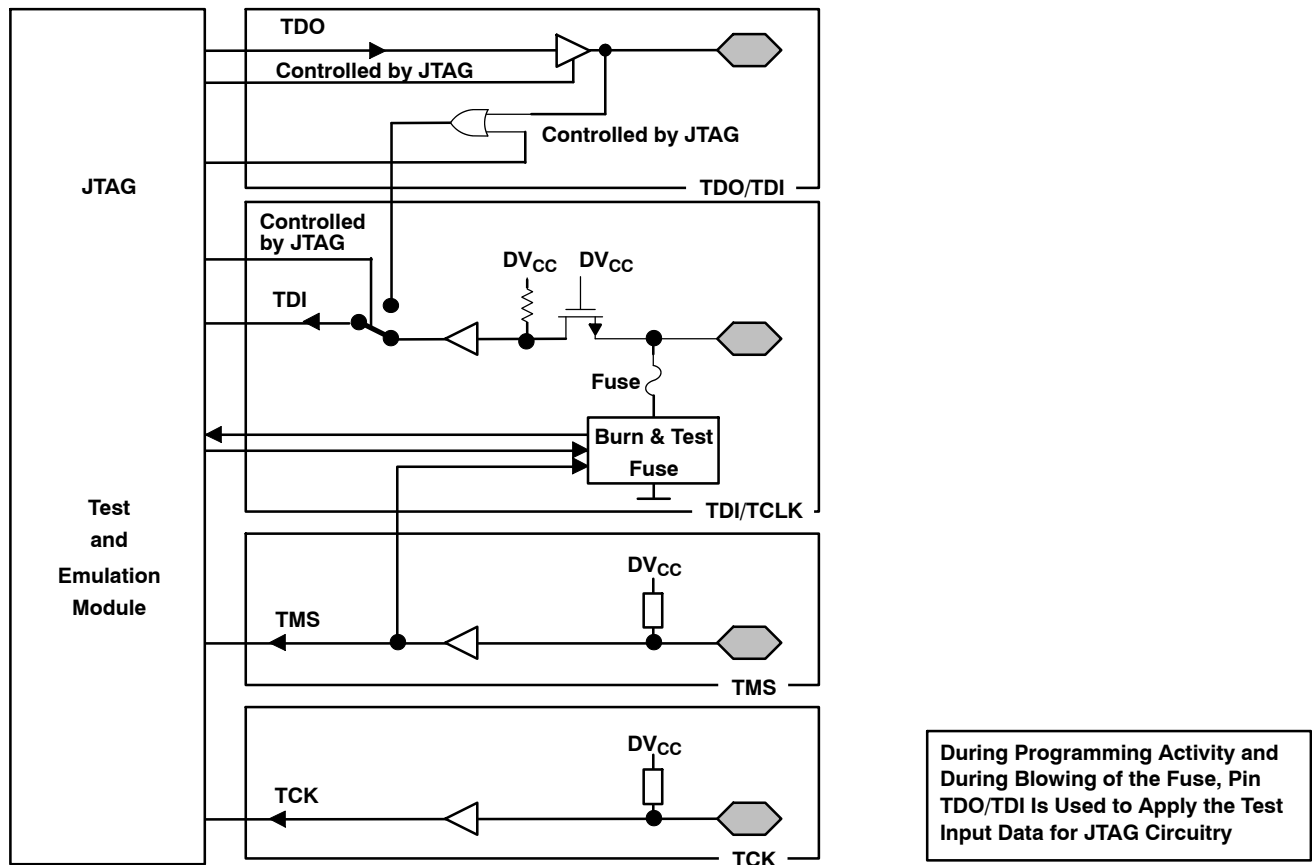 JTAG
Test
and
Emulation
Module
TDO
Controlled by JTAG
Controlled by JTAG
TDO/TDI
Controlled
by JTAG
DVCC
DVCC
TDI
Fuse
Burn & Test
Fuse
TDI/TCLK
DVCC
TMS
TMS
DVCC
TCK
TCK
During Programming Activity and
During Blowing of the Fuse, Pin
TDO/TDI Is Used to Apply the Test
Input Data for JTAG Circuitry